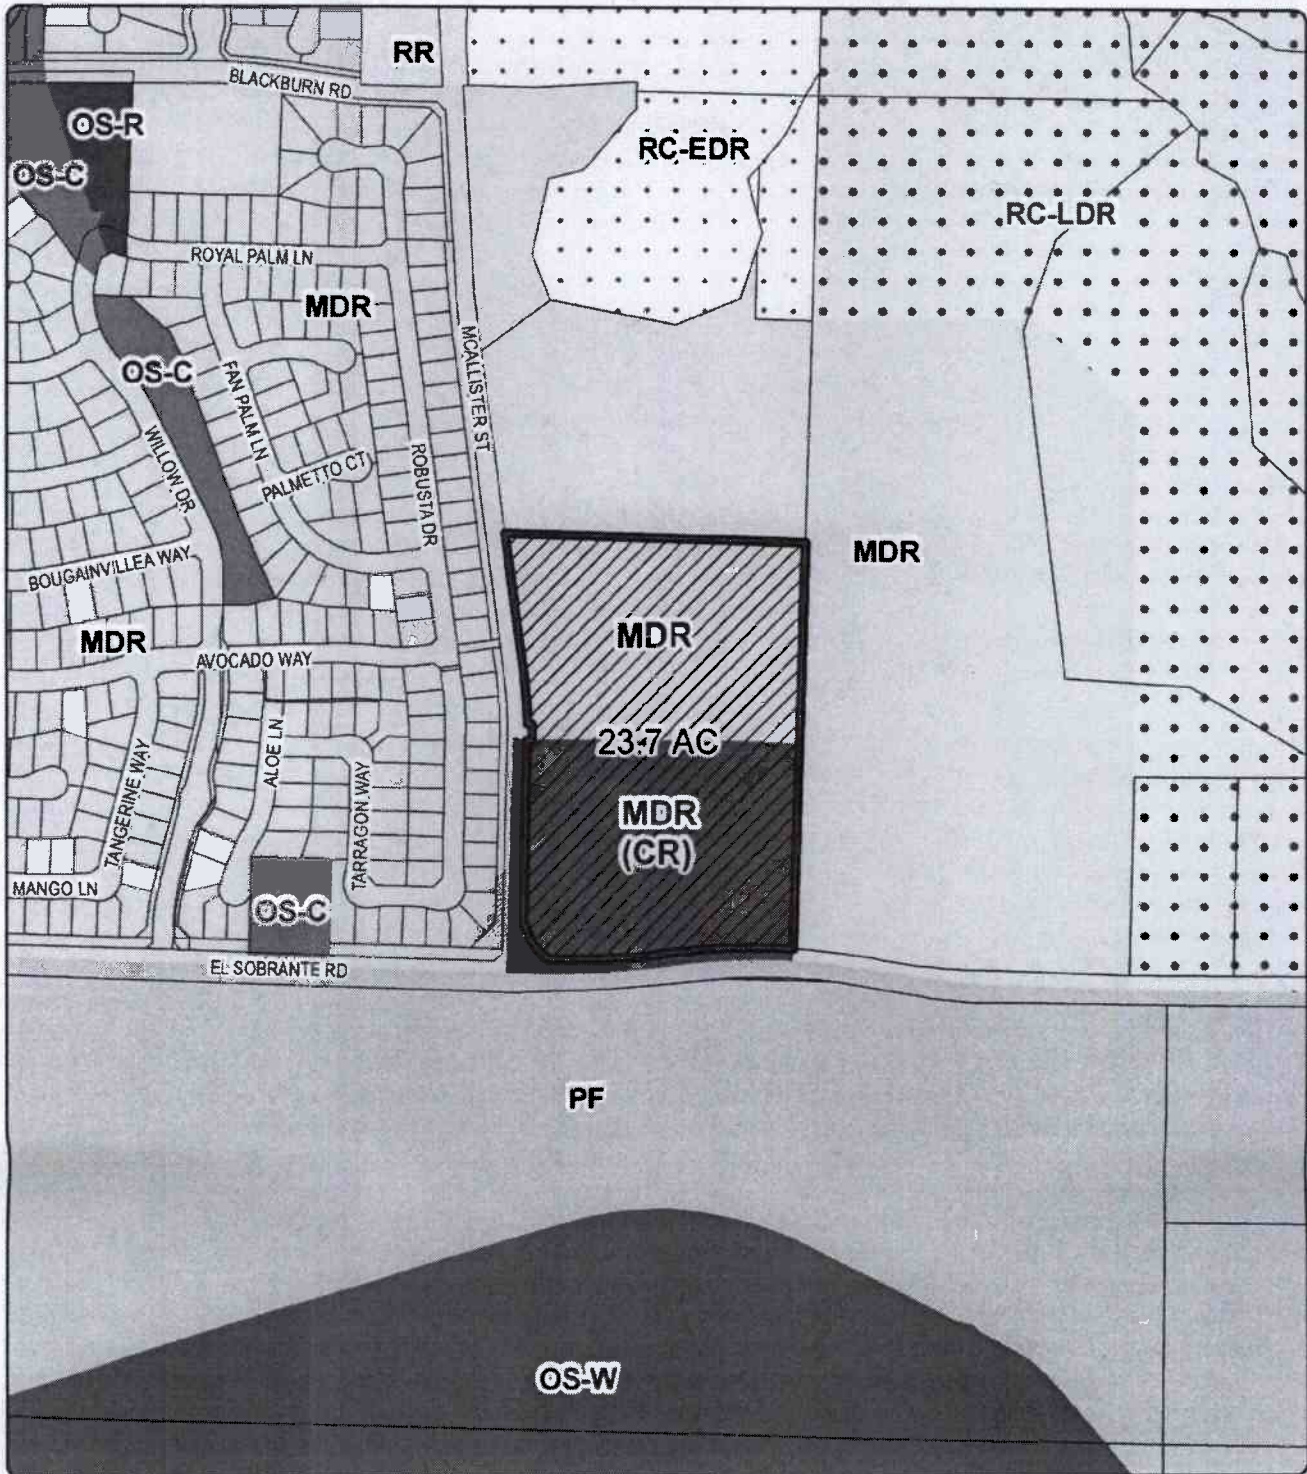 RR
BLACKBURN RD
OS-R
RC-EDR
OS-C
RC-LDR
ROYAL PALM LN
MDR
MCALLISTER ST
OS-C
FAN PALM LN
WILLOW DR
PALMETTO CT
ROBUSTA DR
BOUGAINVILLEA WAY
MDR
MDR
MDR
AVOCADO WAY
ALOE LN
23.7 AC
TANGERINE WAY
TARRAGON WAY
MDR
(CR)
MANGO LN
OS-C
EL SOBRANTE RD
PF
OS-W